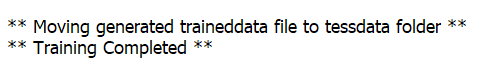 ** Moving generated traineddata file to tessdata folder **
** Training Completed **